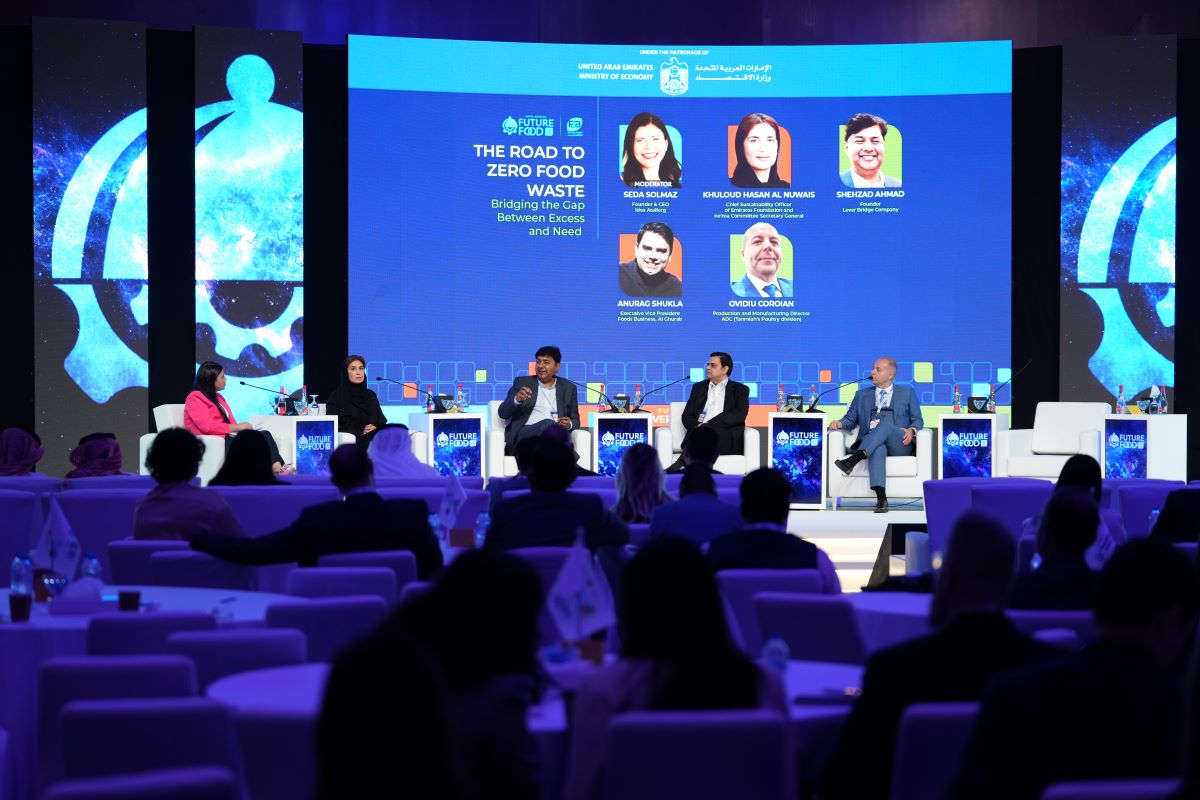 UNDER THE PATRONAGE OF
UNITED ARAB EMIRATES
MINISTRY OF ECONOMY
الإمارات العربية المتحدة
وزارة الاقتصاد
FUTURE
FOOD
THE ROAD TO
ZERO FOOD
WASTE
Bridging the Gap
Between Excess
and Need
MODERATOR
SEDA SOLMAZ
Founder & CEO
KHULOUD HASAN AL NUWAIS
Chief Sustainability Officer
of Emirates Foundation and
ne'ma Committee Secretary General
SHEHZAD AHMAD
Founder
Lever Bridge Company
ANURAG SHUKLA
Executive Vice President
Foods Business, Al Ghurair
OVIDIU COROIAN
Production and Manufacturing Director
ADC (Tanmiah's Poultry division)
FUTURE
FOOD
FUTURE
FOOD
FUTURE
FOOD
FUTURE
FOOD
FUTURE
FOOD
FUTURE
FOOD